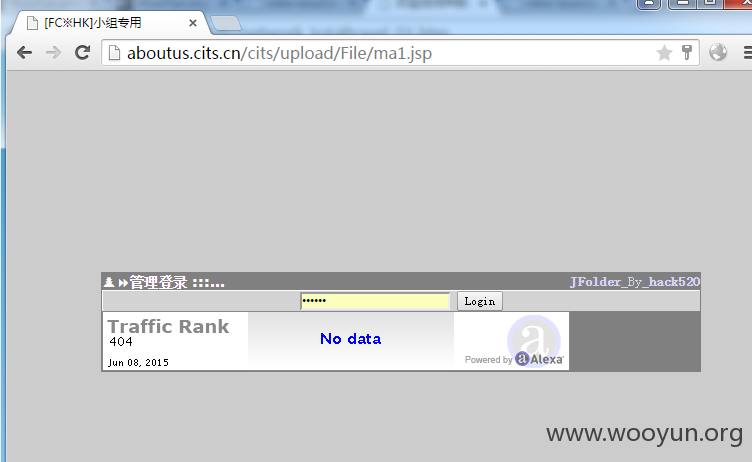 [FC※HK]小组专用
aboutus.cits.cn/cits/upload/File/ma1.jsp
管理登录 :::...
JFolder_By_hack520
•••••• Login
Traffic Rank
404
No data
Jun 08, 2015
Powered by Alexa
www.wooyun.org